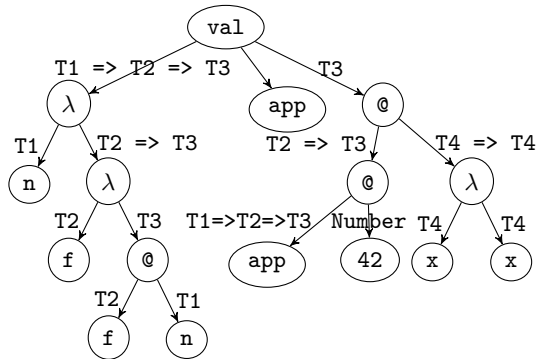 val
T1 => T2 => T3
T3
λ
app
@
T1
T2 => T3
T2 => T3
T4 => T4
n
λ
@
λ
T2
T3
T1=>T2=>T3
Number
T4
T4
f
@
app
42
x
x
T2
T1
f
n